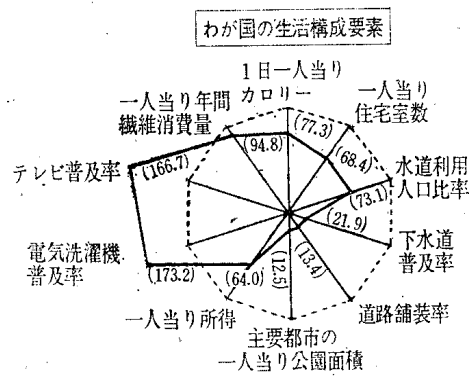 わが国の生活構成要素
1日一人当り
カロリー
(77.3)
一人当り
住宅室数
(68.4)
水道利用
人口比率
(73.1)
下水道
普及率
(21.9)
道路舗装率
(13.4)
主要都市の
一人当り公園面積
(12.5)
一人当り所得
(64.0)
電気洗濯機
普及率
(173.2)
テレビ普及率
(166.7)
一人当り年間
繊維消費量
(94.8)